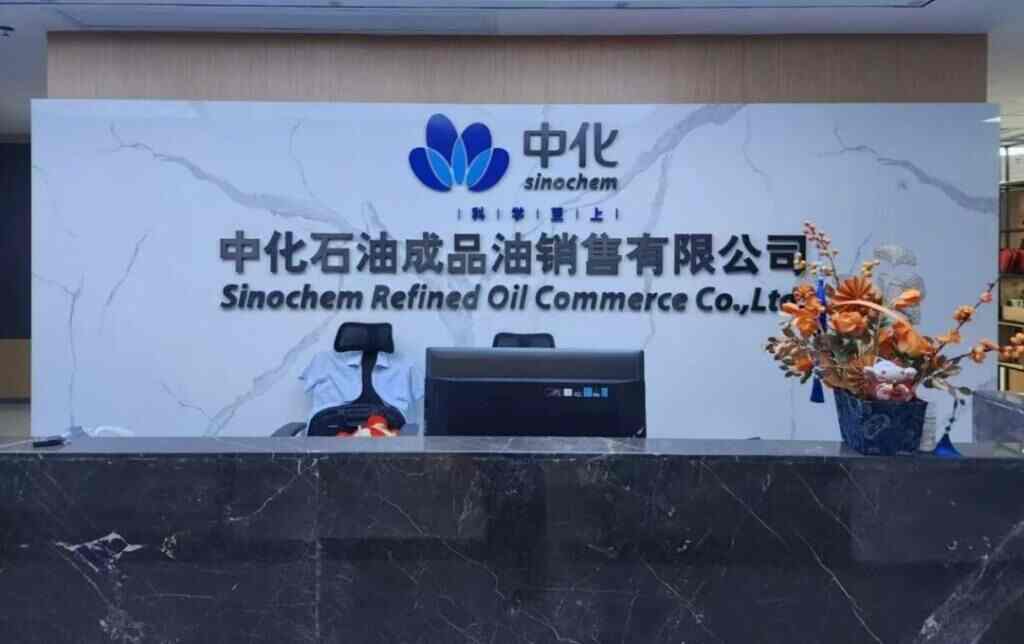 中化
sinochem
科 学 至 上
中化石油成品油销售有限公司
Sinochem Refined Oil Commerce Co.,Lt